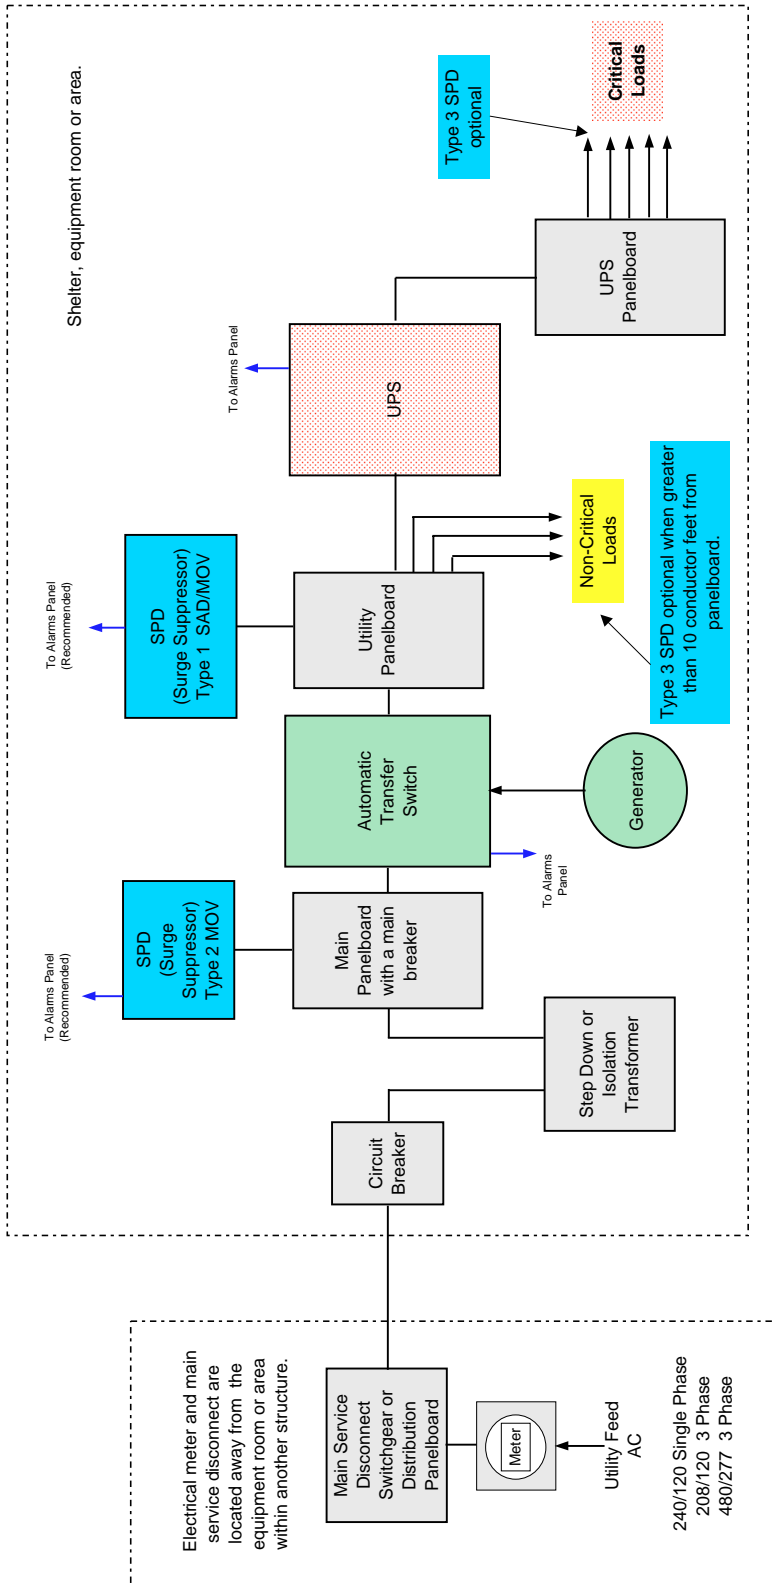 Electrical meter and main
service disconnect are
located away from the
equipment room or area
within another structure.
Main Service
Disconnect
Switchgear or
Distribution
Panelboard
Meter
Utility Feed
AC
240/120 Single Phase
208/120 3 Phase
480/277 3 Phase
Shelter, equipment room or area.
Circuit
Breaker
Step Down or
Isolation
Transformer
To Alarms Panel
(Recommended)
SPD
(Surge
Suppressor)
Type 2 MOV
Main
Panelboard
with a main
breaker
Automatic
Transfer
Switch
To Alarms
Panel
Generator
To Alarms Panel
(Recommended)
SPD
(Surge Suppressor)
Type 1 SAD/MOV
Utility
Panelboard
Non-Critical
Loads
Type 3 SPD optional when greater
than 10 conductor feet from
panelboard.
To Alarms Panel
UPS
UPS
Panelboard
Type 3 SPD
optional
Critical
Loads